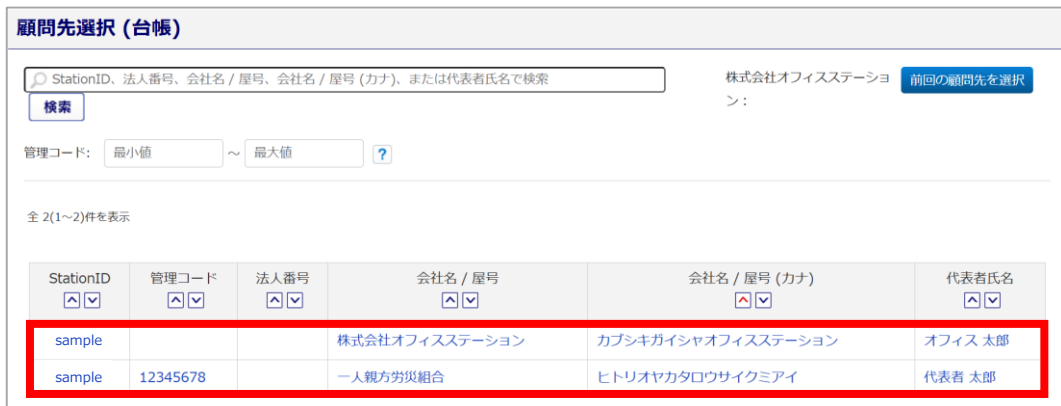 顧問先選択 (台帳)
StationID、法人番号、会社名 / 屋号、会社名 / 屋号 (カナ)、または代表者氏名で検索
株式会社オフィスステーショ
ン：
前回の顧問先を選択
検索
管理コード: 最小値 ～ 最大値 ?
全 2(1～2)件を表示
StationID 管理コード 法人番号 会社名 / 屋号 会社名 / 屋号 (カナ) 代表者氏名
sample 株式会社オフィスステーション カブシキガイシャオフィスステーション オフィス 太郎
sample 12345678 一人親方労災組合 ヒトリオヤカタロウサイクミアイ 代表者 太郎